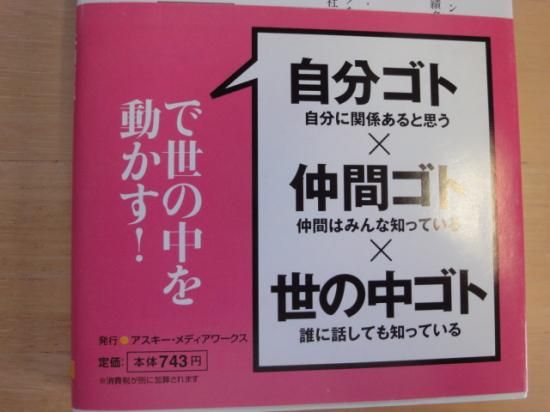 自分ゴト
自分に関係あると思う
×
仲間ゴト
仲間はみんな知っている
×
世の中ゴト
誰に話しても知っている
で世の中を
動かす！
発行●アスキー・メディアワークス
定価：本体743円
※消費税が別に加算されます